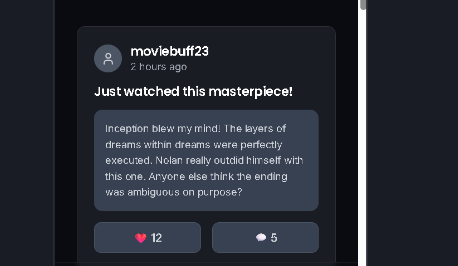 moviebuff23
2 hours ago
Just watched this masterpiece!
Inception blew my mind! The layers of
dreams within dreams were perfectly
executed. Nolan really outdid himself with
this one. Anyone else think the ending
was ambiguous on purpose?
❤️ 12
💬 5